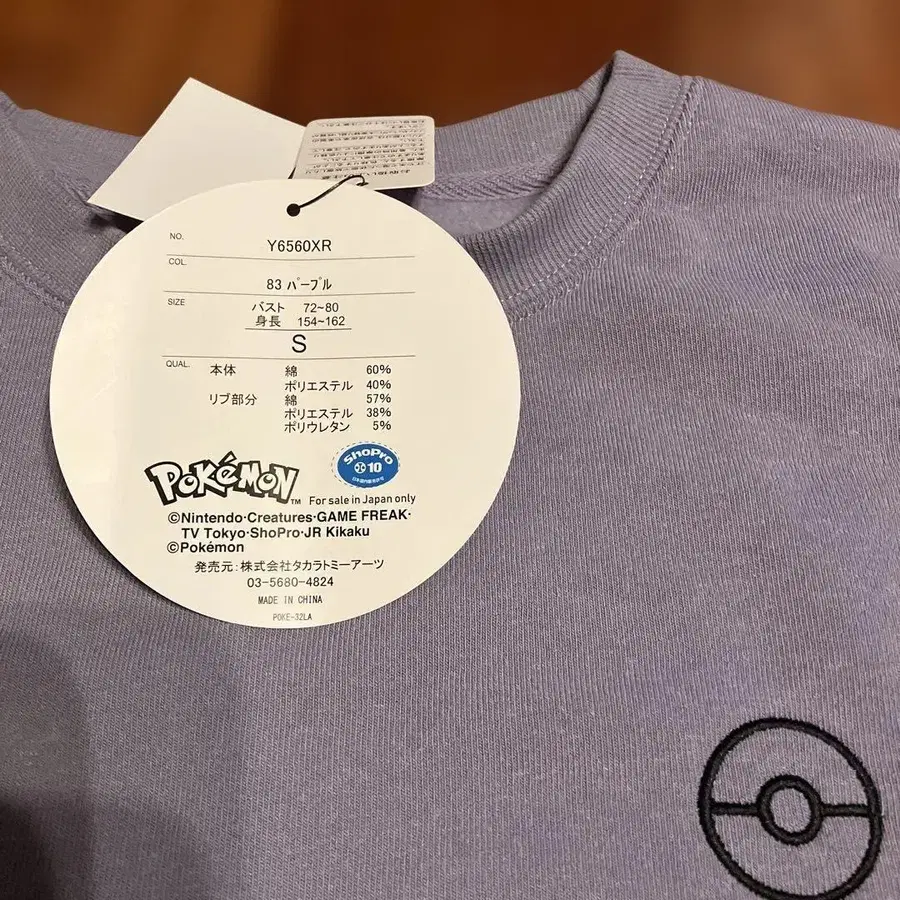 NO.
Y6560XR
COL.
83 パープル
SIZE
バスト 72~80
身長 154~162
S
QUAL.
本体 綿 60%
ポリエステル 40%
リブ部分 綿 57%
ポリエステル 38%
ポリウレタン 5%
POKéMON TM For sale in Japan only
ShoPro
10
©Nintendo·Creatures·GAME FREAK·
TV Tokyo·ShoPro·JR Kikaku
©Pokémon
発売元:株式会社タカラトミーアーツ
03-5680-4824
MADE IN CHINA
POKE-32LA